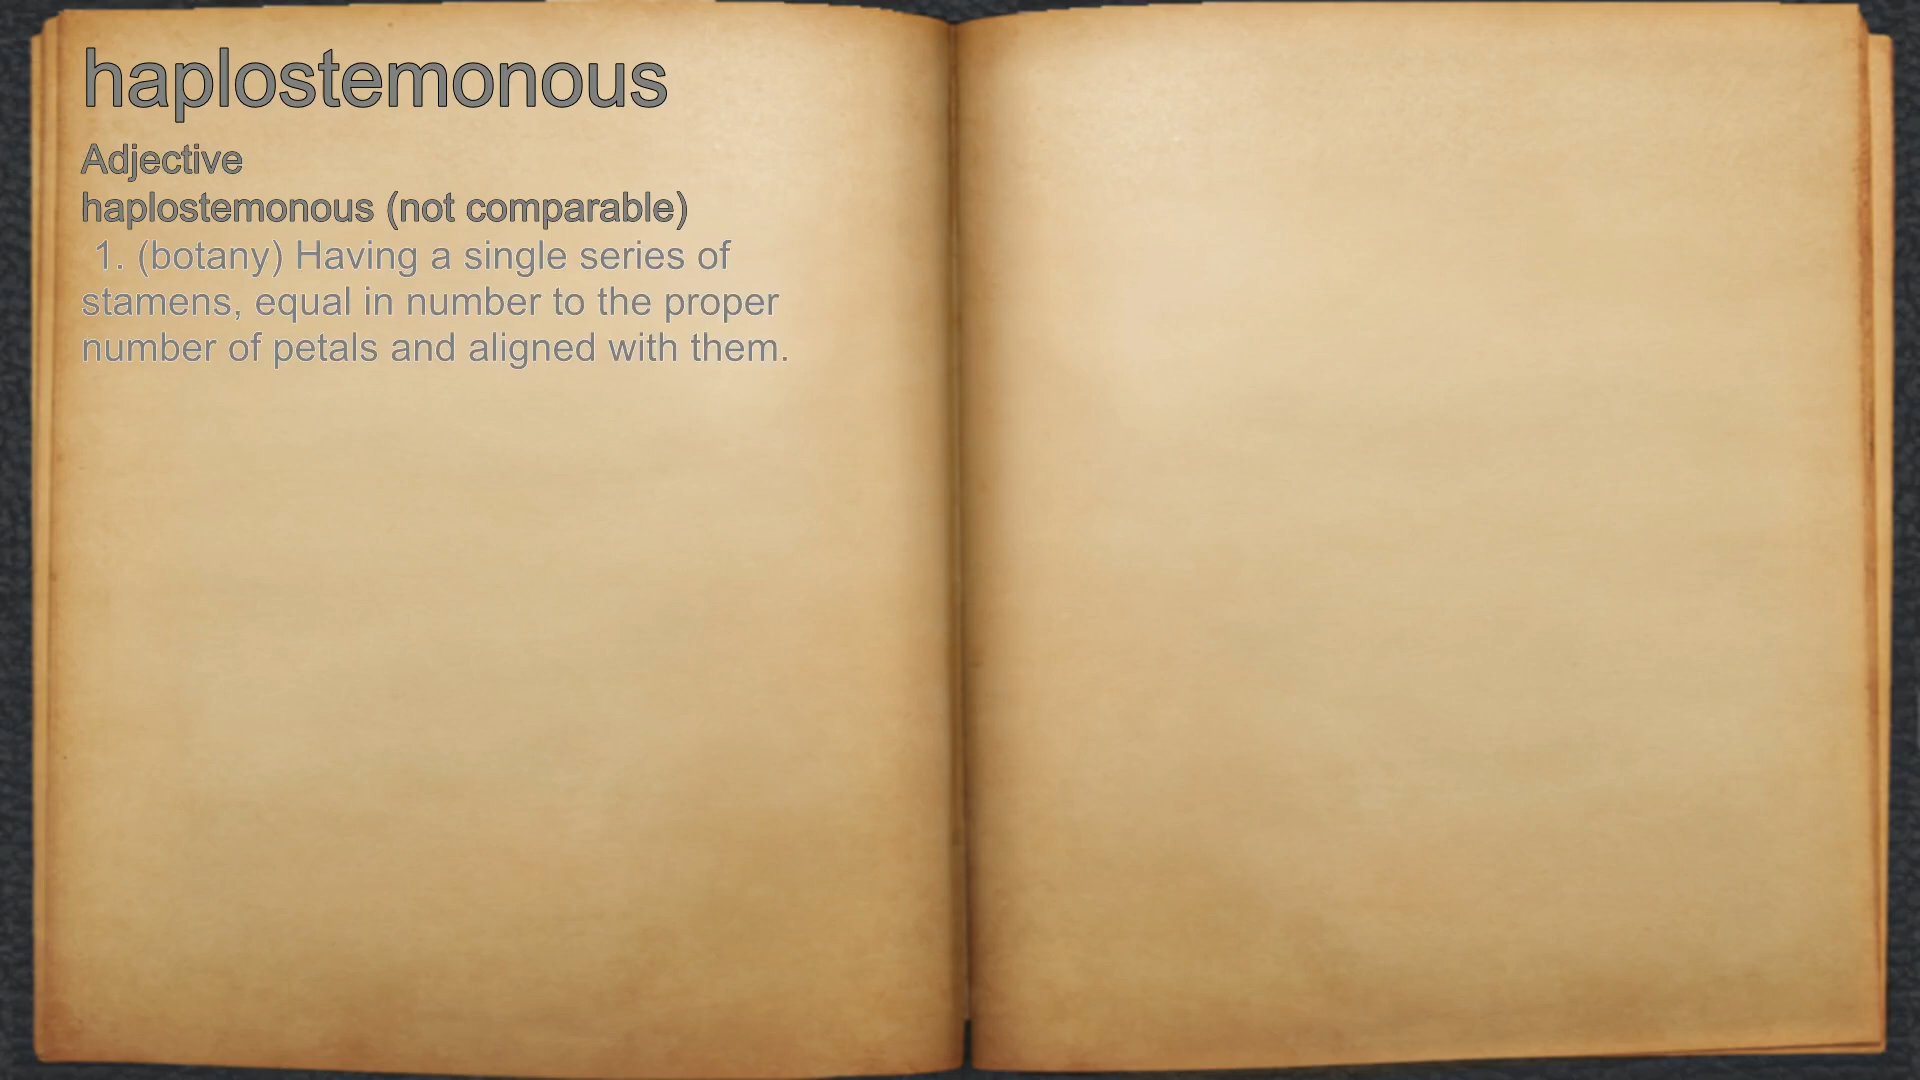 haplostemonous
Adjective
haplostemonous (not comparable)
1. (botany) Having a single series of
stamens, equal in number to the proper
number of petals and aligned with them.